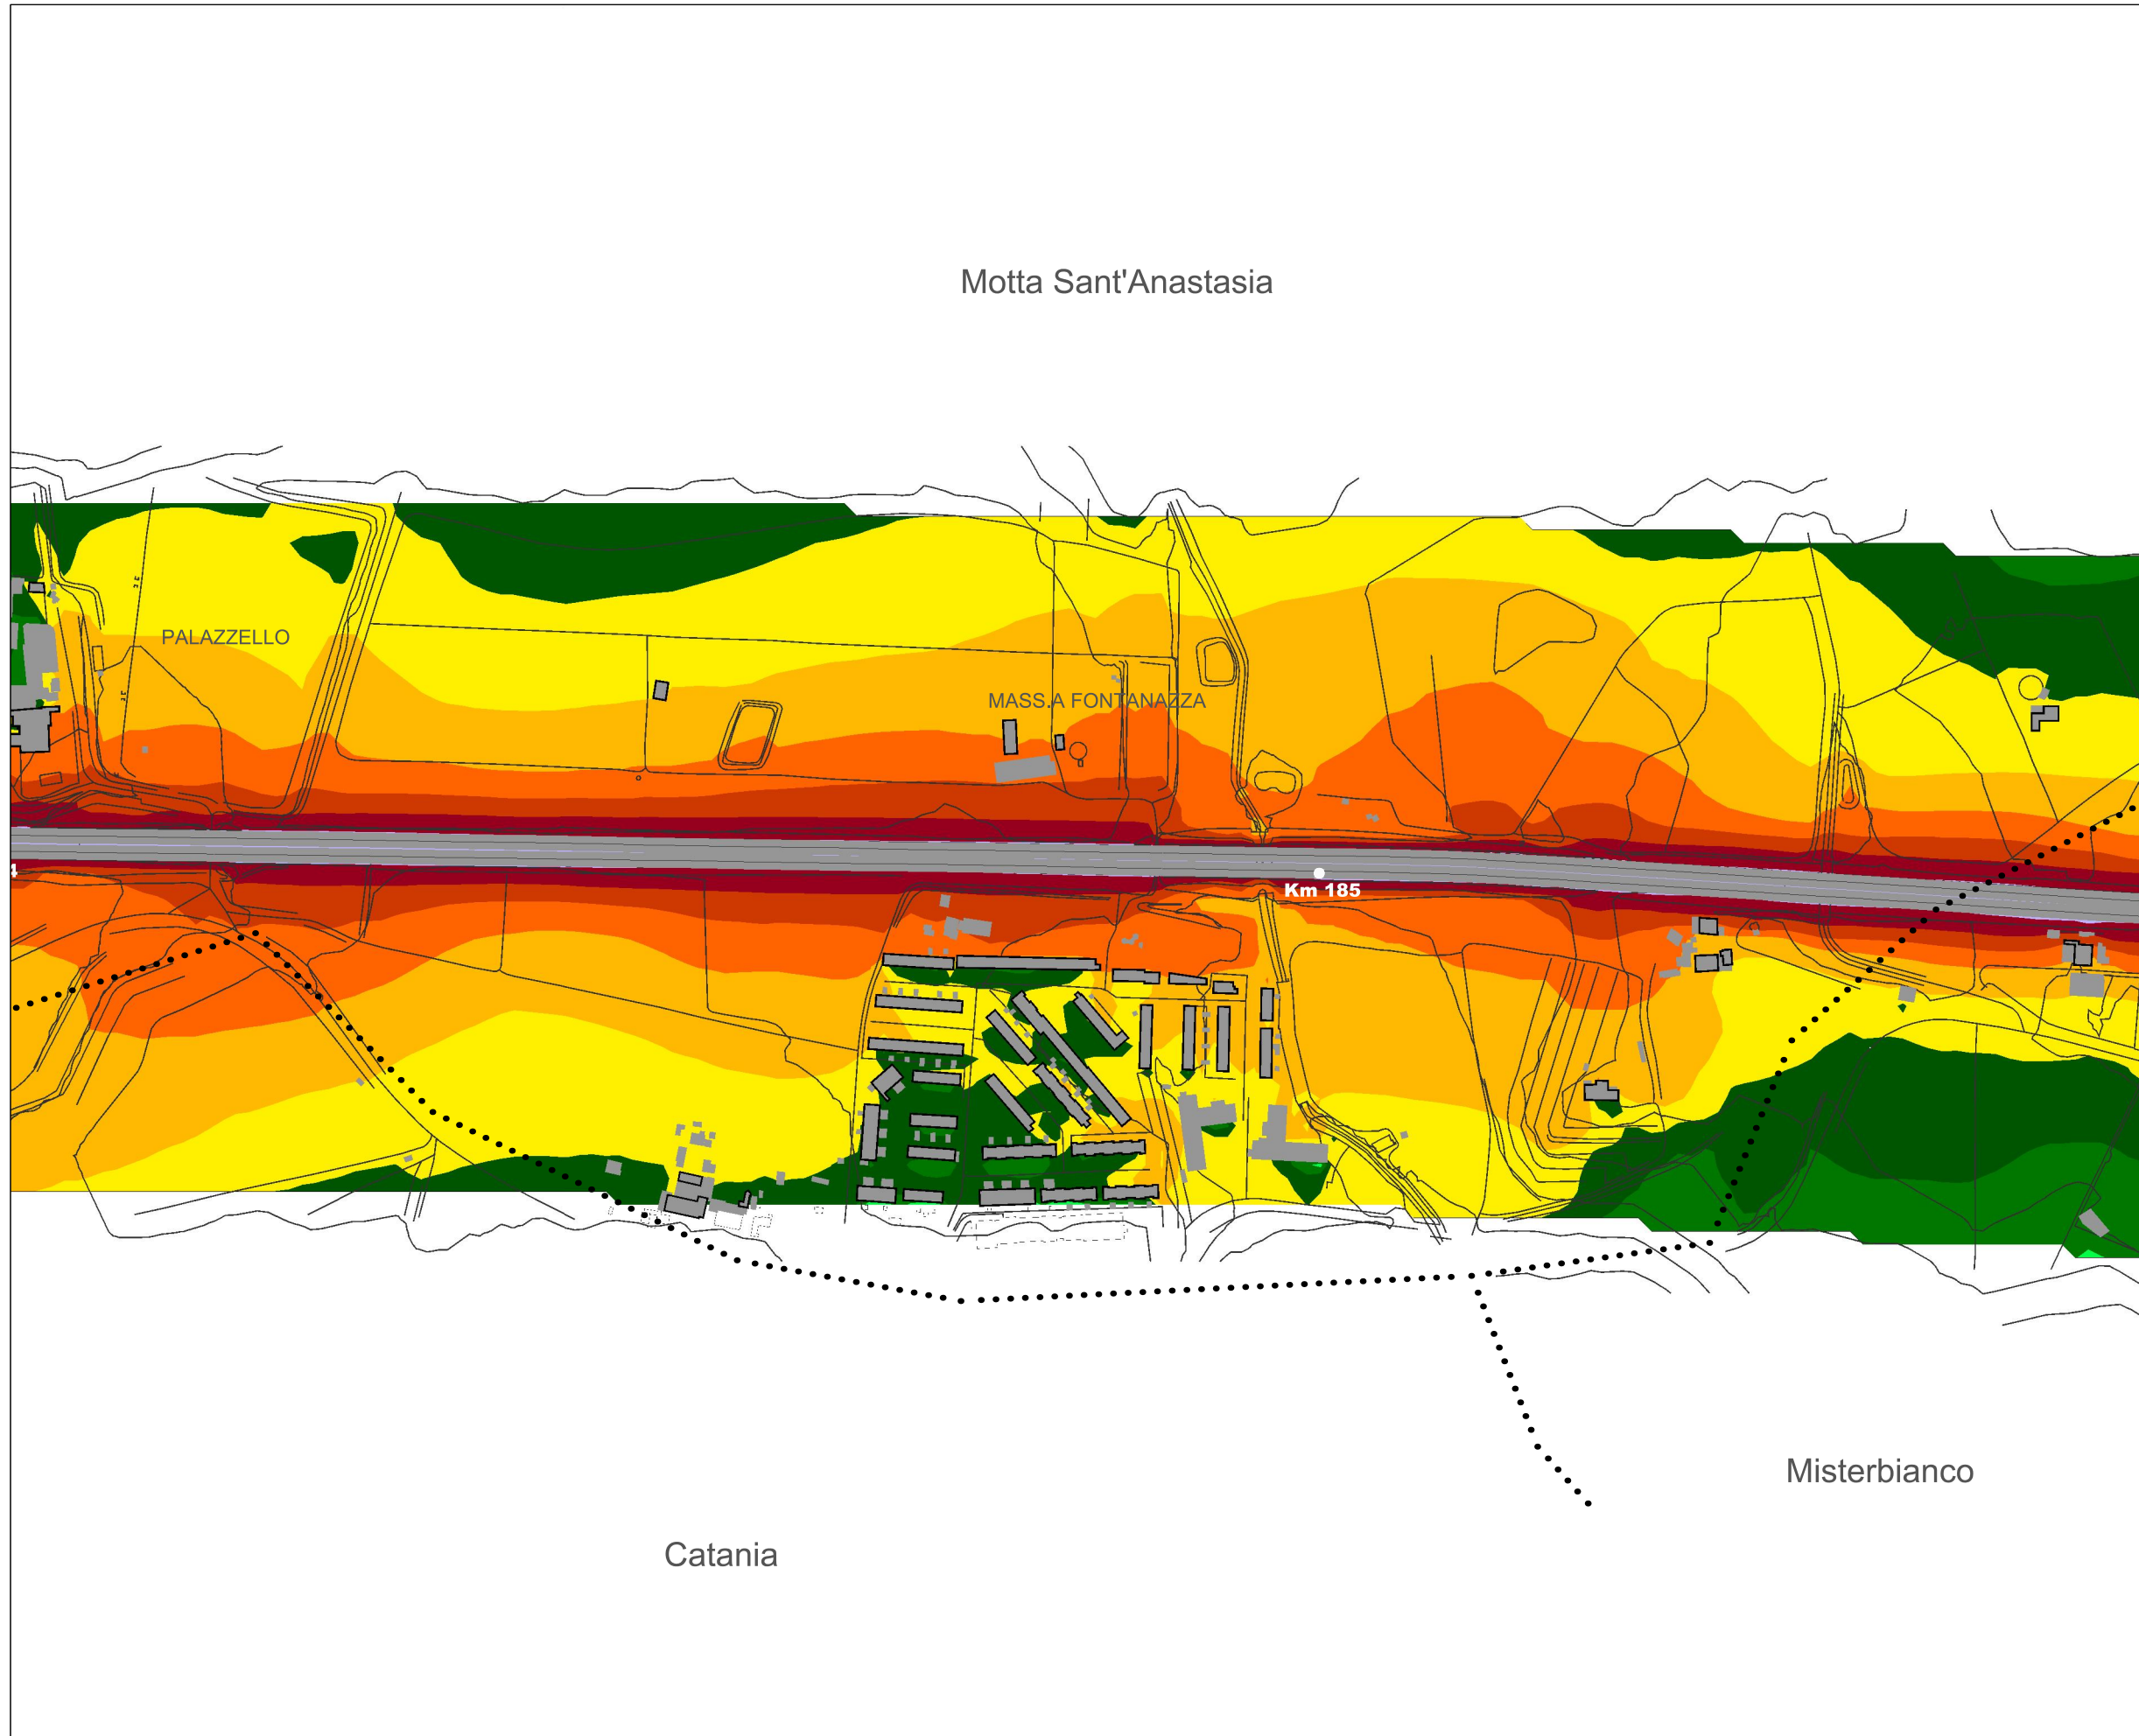 Motta Sant'Anastasia
PALAZZELLO
MASS.A FONTANAZZA
Km 185
Misterbianco
Catania